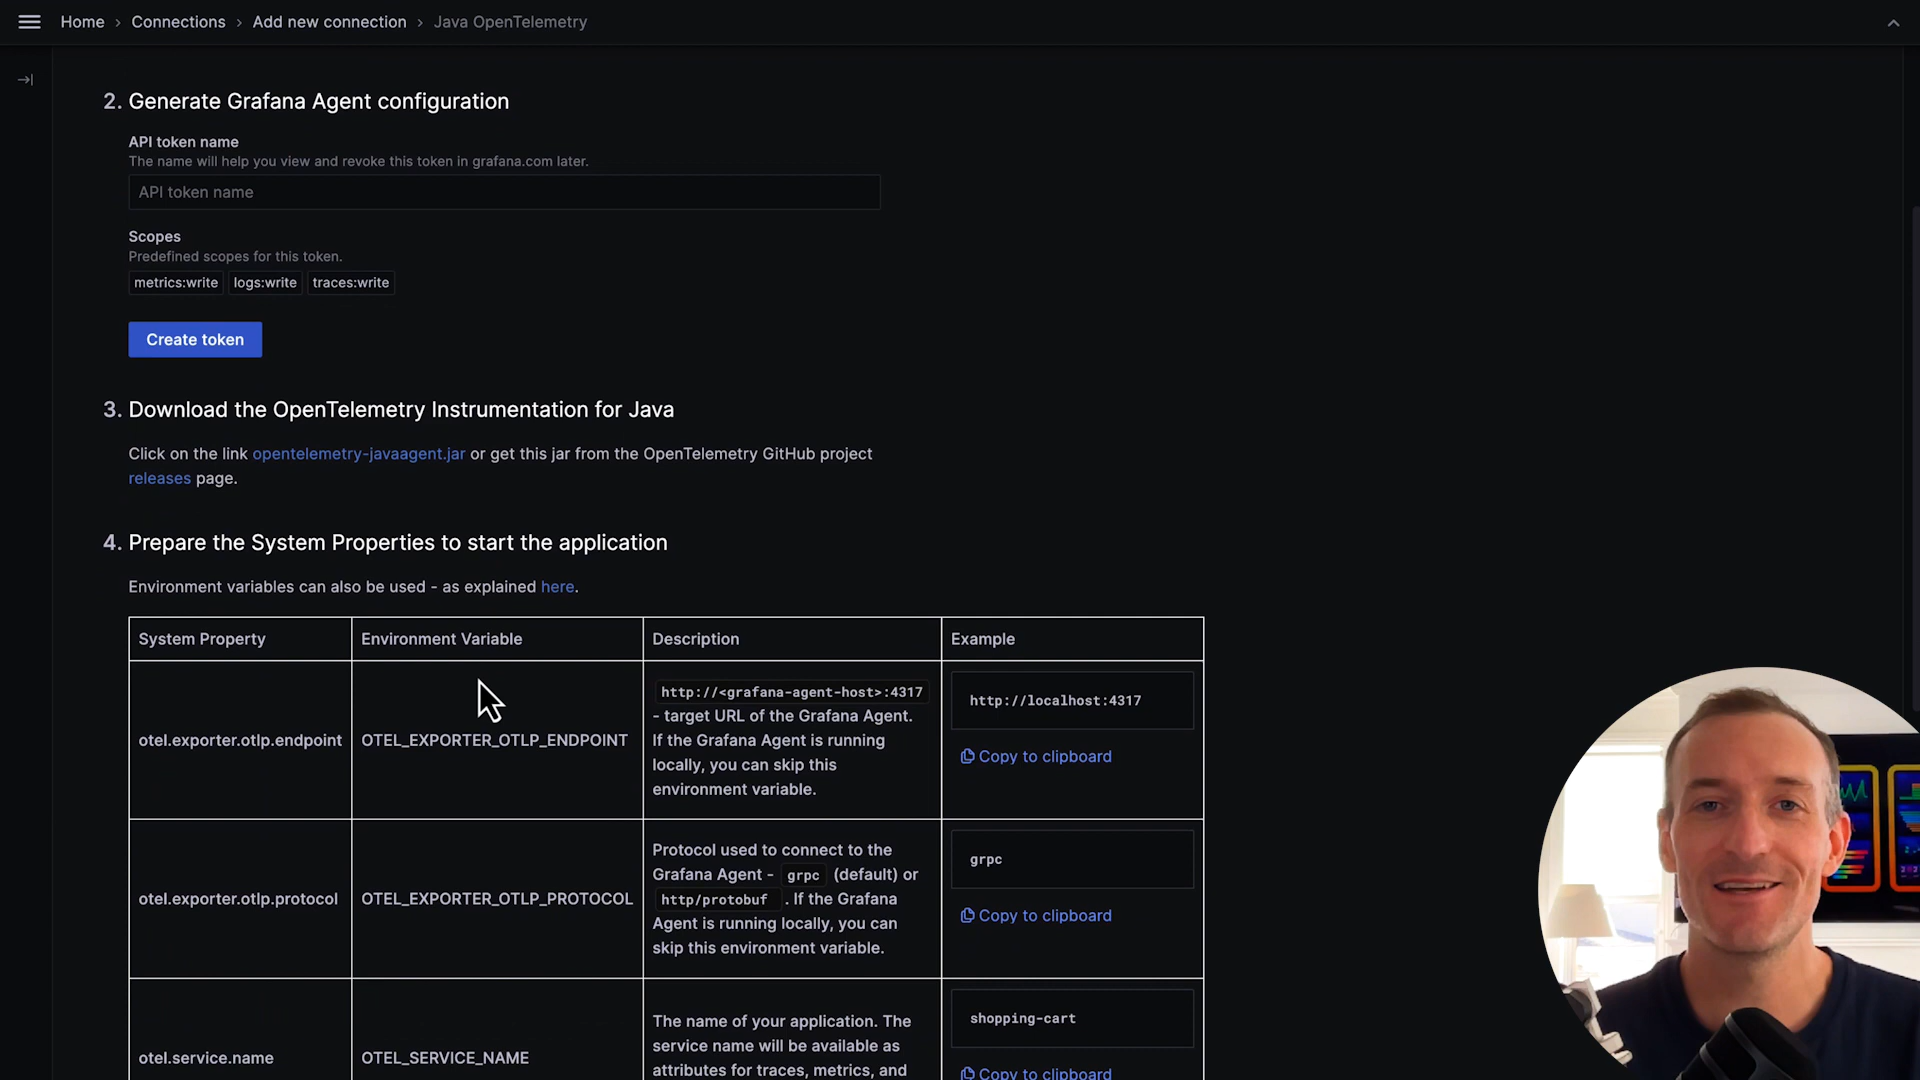 Home › Connections › Add new connection › Java OpenTelemetry
2. Generate Grafana Agent configuration
API token name
The name will help you view and revoke this token in grafana.com later.
API token name
Scopes
Predefined scopes for this token.
metrics:write logs:write traces:write
Create token
3. Download the OpenTelemetry Instrumentation for Java
Click on the link opentelemetry-javaagent.jar or get this jar from the OpenTelemetry GitHub project
releases page.
4. Prepare the System Properties to start the application
Environment variables can also be used - as explained here.
System Property Environment Variable Description Example
otel.exporter.otlp.endpoint
OTEL_EXPORTER_OTLP_ENDPOINT
http://<grafana-agent-host>:4317
- target URL of the Grafana Agent.
If the Grafana Agent is running
locally, you can skip this
environment variable.
http://localhost:4317
Copy to clipboard
otel.exporter.otlp.protocol
OTEL_EXPORTER_OTLP_PROTOCOL
Protocol used to connect to the
Grafana Agent - grpc (default) or
http/protobuf . If the Grafana
Agent is running locally, you can
skip this environment variable.
grpc
Copy to clipboard
otel.service.name
OTEL_SERVICE_NAME
The name of your application. The
service name will be available as
attributes for traces, metrics, and
shopping-cart
Copy to clipboard